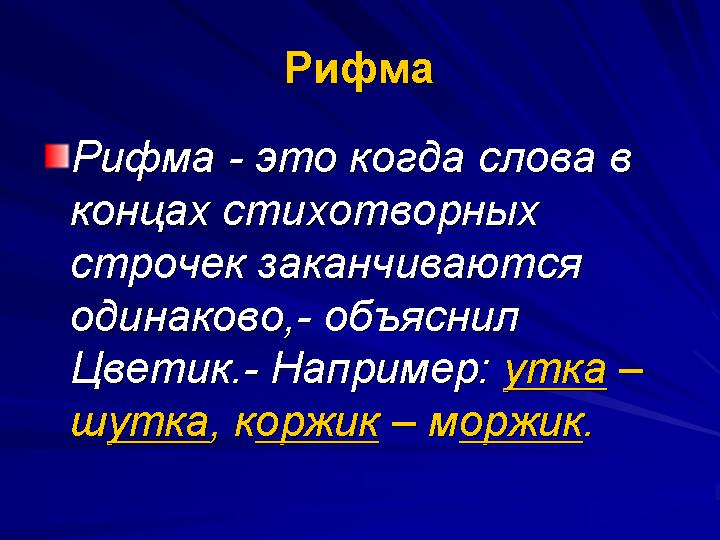 Рифма
Рифма - это когда слова в
концах стихотворных
строчек заканчиваются
одинаково,- объяснил
Цветик.- Например: утка –
шутка, коржик – моржик.